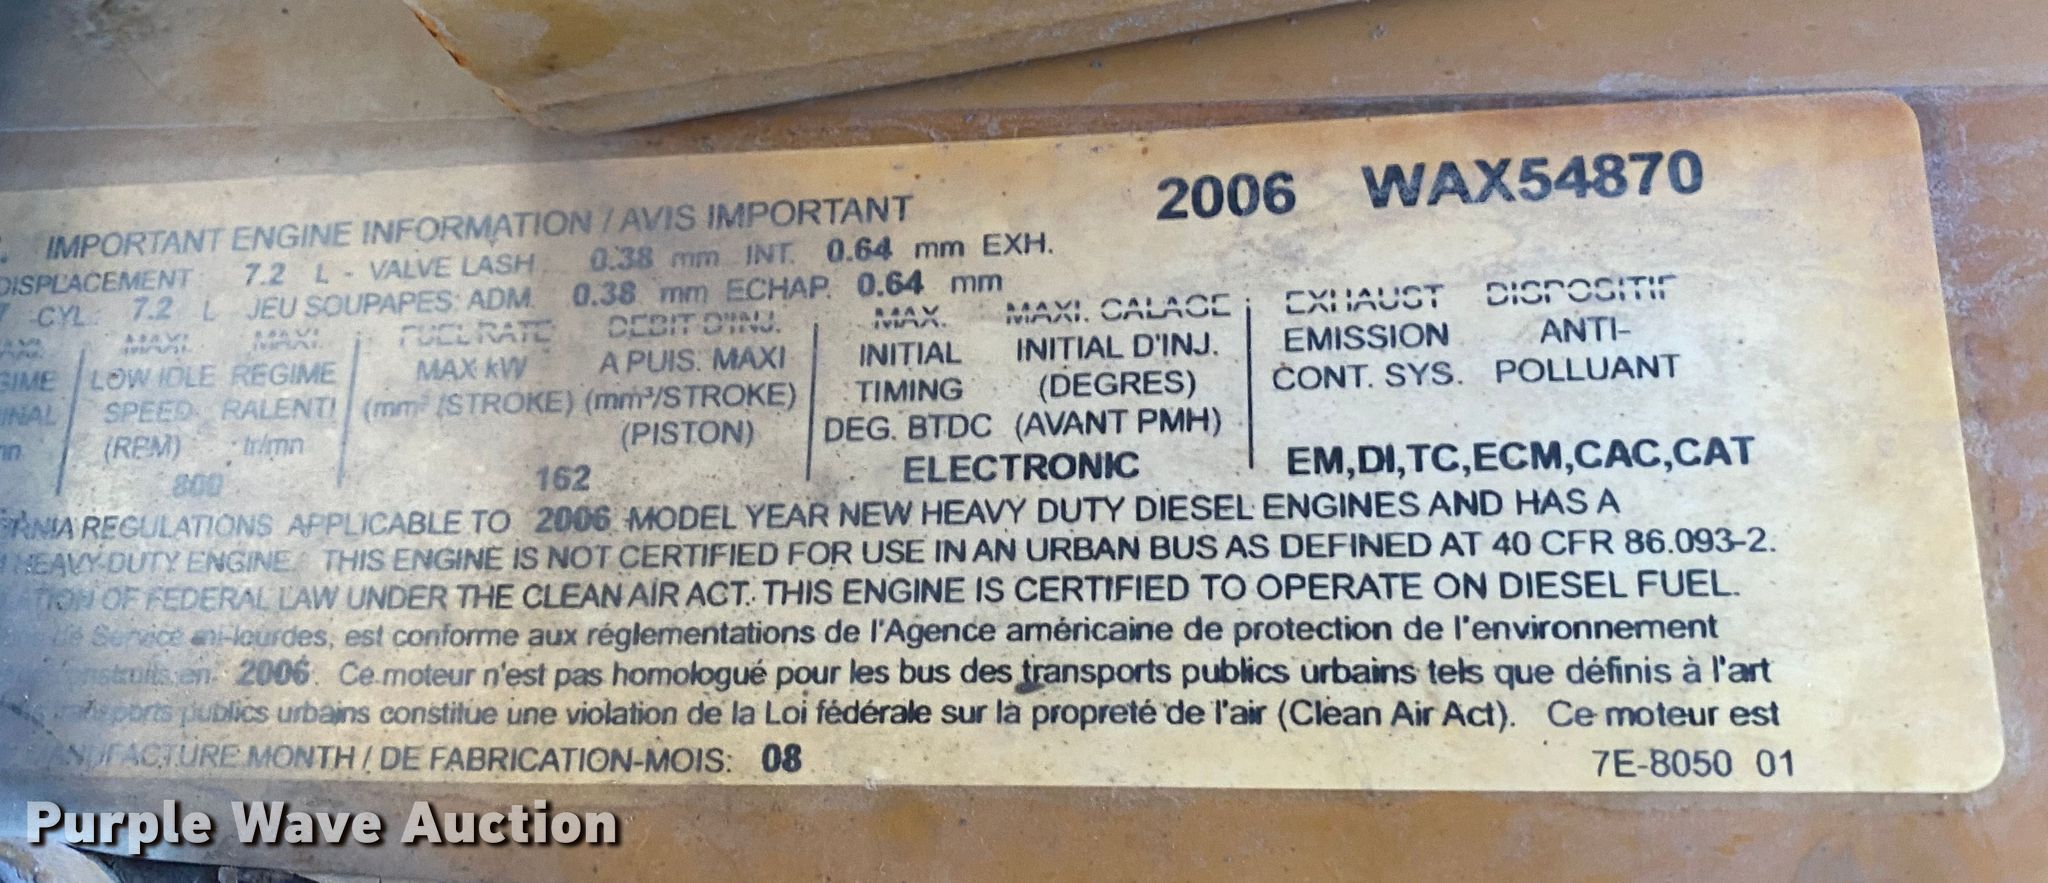 2006 WAX54870
IMPORTANT ENGINE INFORMATION / AVIS IMPORTANT
DISPLACEMENT 7.2 L - VALVE LASH 0.38 mm INT. 0.64 mm EXH.
-CYL.: 7.2 L JEU SOUPAPES: ADM. 0.38 mm ECHAP. 0.64 mm
MAXI. MAXI. FUEL RATE DEBIT D'INJ. MAX. MAXI. CALAGE EXHAUST DISPOSITIF
LOW IDLE REGIME MAX kW A PUIS. MAXI INITIAL INITIAL D'INJ. EMISSION ANTI-
SPEED RALENTI (mm³/STROKE) (mm³/STROKE) TIMING (DEGRES) CONT. SYS. POLLUANT
(RPM) tr/mn (PISTON) DEG. BTDC (AVANT PMH)
800 162 ELECTRONIC EM,DI,TC,ECM,CAC,CAT
REGULATIONS APPLICABLE TO 2006 MODEL YEAR NEW HEAVY DUTY DIESEL ENGINES AND HAS A
HEAVY-DUTY ENGINE. THIS ENGINE IS NOT CERTIFIED FOR USE IN AN URBAN BUS AS DEFINED AT 40 CFR 86.093-2.
OF FEDERAL LAW UNDER THE CLEAN AIR ACT. THIS ENGINE IS CERTIFIED TO OPERATE ON DIESEL FUEL.
de Service mi-lourdes, est conforme aux réglementations de l'Agence américaine de protection de l'environnement
construits en 2006. Ce moteur n'est pas homologué pour les bus des transports publics urbains tels que définis à l'art
transports publics urbains constitue une violation de la Loi fédérale sur la propreté de l'air (Clean Air Act). Ce moteur est
MANUFACTURE MONTH / DE FABRICATION-MOIS: 08 7E-8050 01
Purple Wave Auction